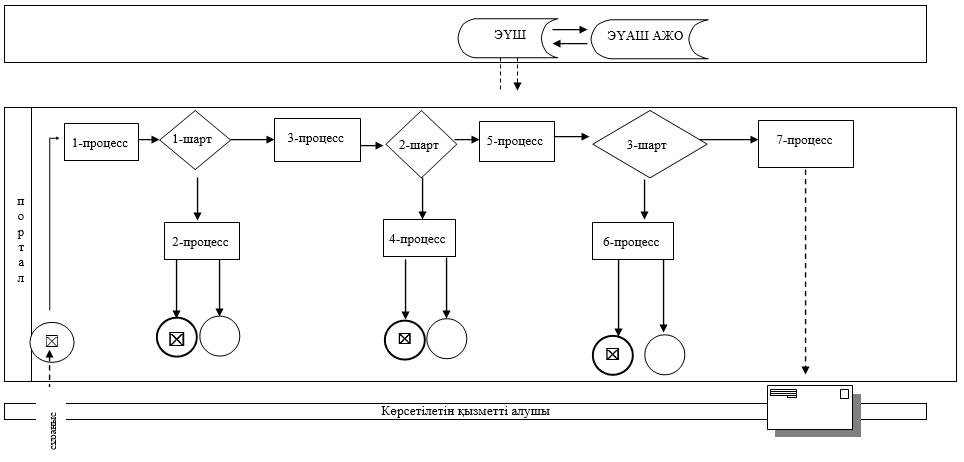 ЭҮШ
ЭҮАШ АЖО
1-процесс
1-шарт
3-процесс
2-шарт
5-процесс
3-шарт
7-процесс
портал
2-процесс
4-процесс
6-процесс
Көрсетілетін қызметті алушы